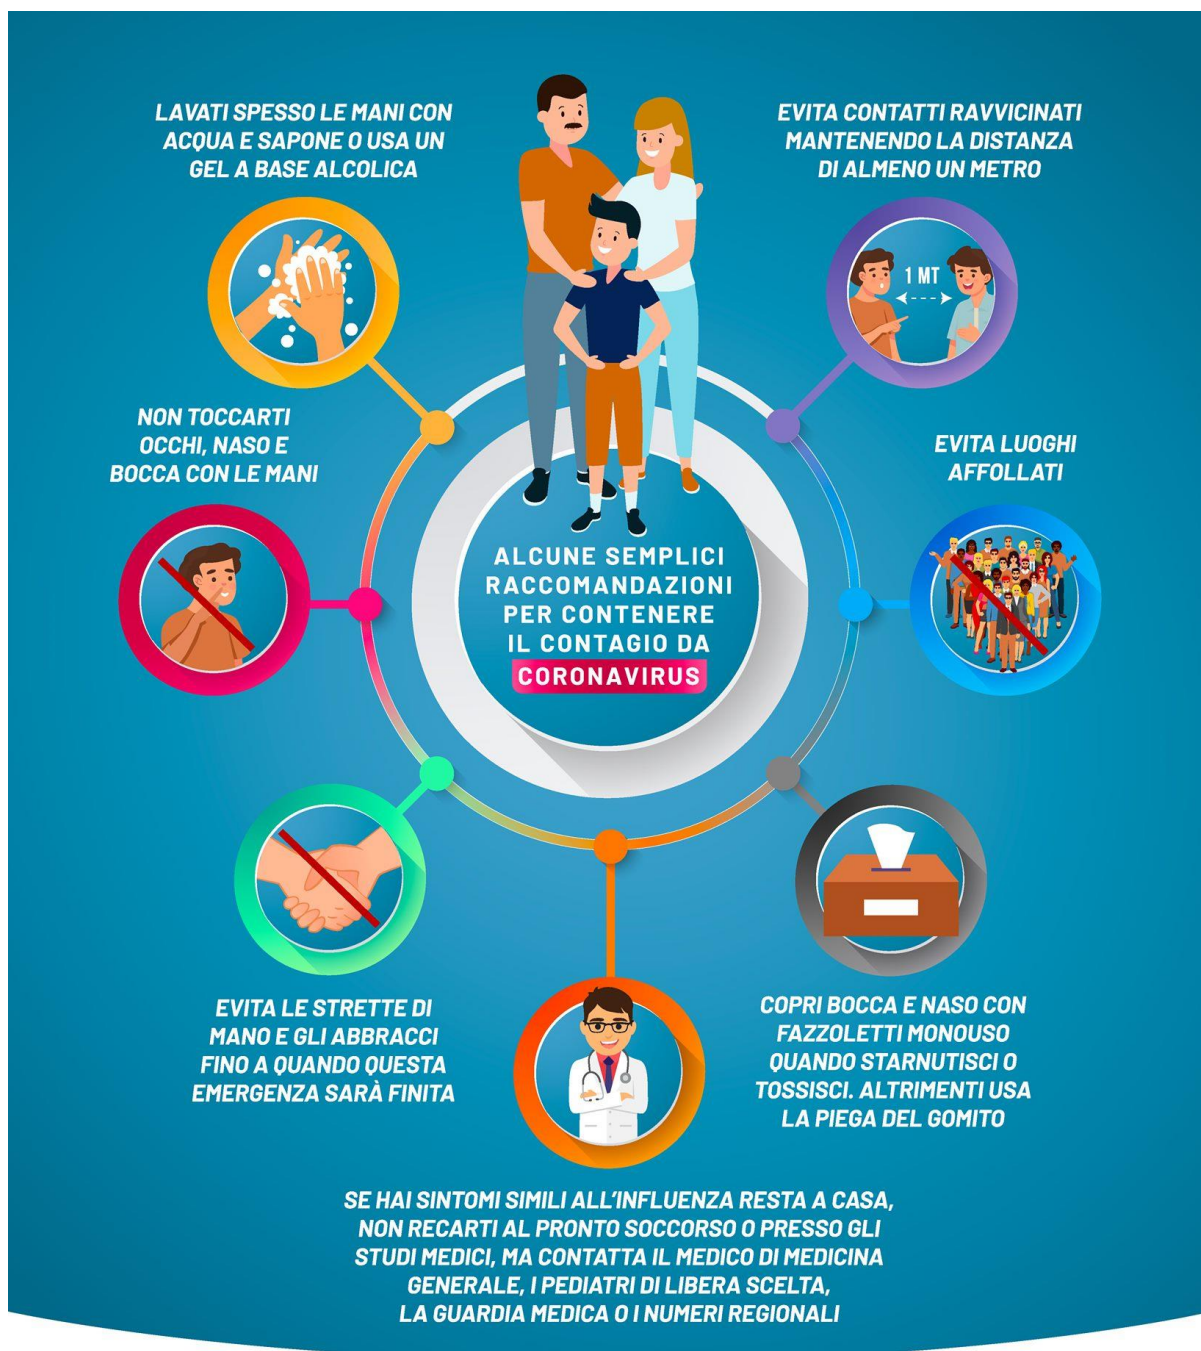 LAVATI SPESSO LE MANI CON
ACQUA E SAPONE O USA UN
GEL A BASE ALCOLICA
EVITA CONTATTI RAVVICINATI
MANTENENDO LA DISTANZA
DI ALMENO UN METRO
1 MT
NON TOCCARTI
OCCHI, NASO E
BOCCA CON LE MANI
EVITA LUOGHI
AFFOLLATI
ALCUNE SEMPLICI
RACCOMANDAZIONI
PER CONTENERE
IL CONTAGIO DA
CORONAVIRUS
EVITA LE STRETTE DI
MANO E GLI ABBRACCI
FINO A QUANDO QUESTA
EMERGENZA SARÀ FINITA
COPRI BOCCA E NASO CON
FAZZOLETTI MONOUSO
QUANDO STARNUTISCI O
TOSSISCI. ALTRIMENTI USA
LA PIEGA DEL GOMITO
SE HAI SINTOMI SIMILI ALL'INFLUENZA RESTA A CASA,
NON RECARTI AL PRONTO SOCCORSO O PRESSO GLI
STUDI MEDICI, MA CONTATTA IL MEDICO DI MEDICINA
GENERALE, I PEDIATRI DI LIBERA SCELTA,
LA GUARDIA MEDICA O I NUMERI REGIONALI